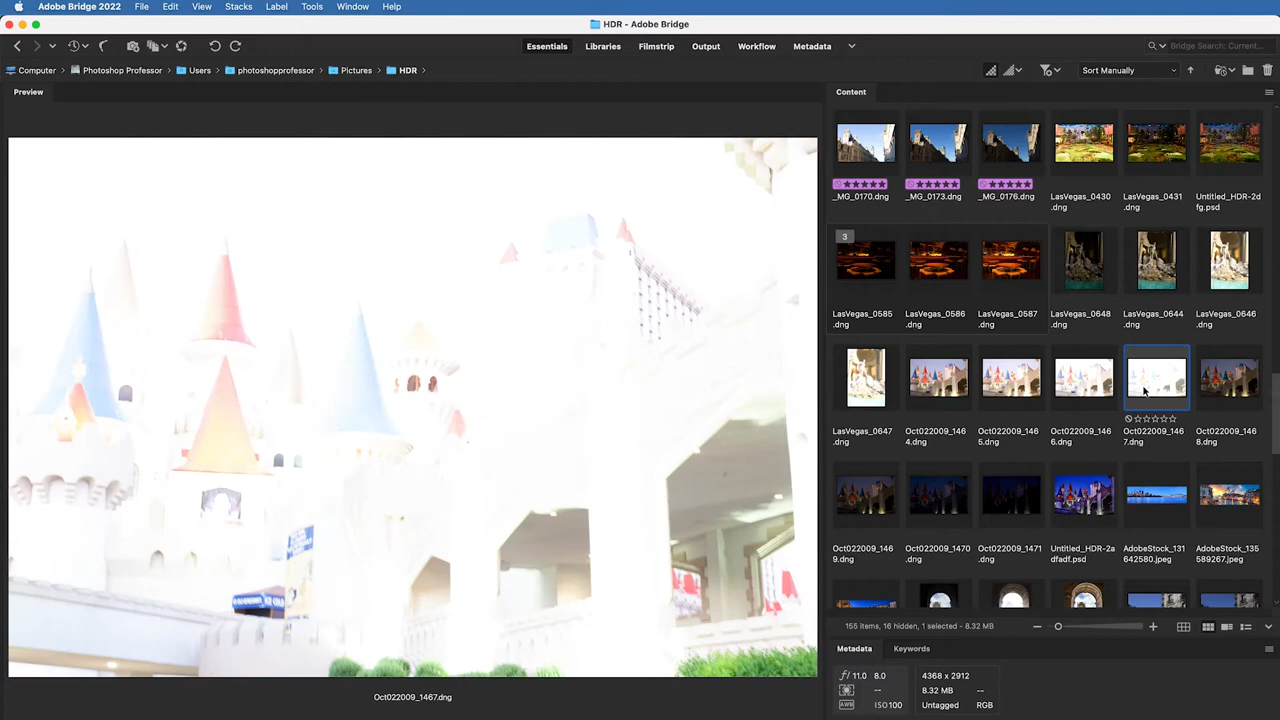 Adobe Bridge 2022 File Edit View Stacks Label Tools Window Help
HDR - Adobe Bridge
Essentials Libraries Filmstrip Output Workflow Metadata
Bridge Search: Current...
Computer Photoshop Professor Users photoshopprofessor Pictures HDR
Sort Manually
Preview
Content
_MG_0170.dng
_MG_0173.dng
_MG_0176.dng
LasVegas_0430
.dng
LasVegas_0431
.dng
Untitled_HDR-2d
fg.psd
3
LasVegas_0585
.dng
LasVegas_0586
.dng
LasVegas_0587
.dng
LasVegas_0648
.dng
LasVegas_0644
.dng
LasVegas_0646
.dng
LasVegas_0647
.dng
Oct022009_146
4.dng
Oct022009_146
5.dng
Oct022009_146
6.dng
Oct022009_146
7.dng
Oct022009_146
8.dng
Oct022009_146
9.dng
Oct022009_1470
.dng
Oct022009_1471
.dng
Untitled_HDR-2a
dfadf.psd
AdobeStock_131
642580.jpeg
AdobeStock_135
589267.jpeg
155 items, 16 hidden, 1 selected - 8.32 MB
Metadata Keywords
f/ 11.0 8.0
-- 
AWB ISO100
4368 x 2912
8.32 MB --
Untagged RGB
Oct022009_1467.dng